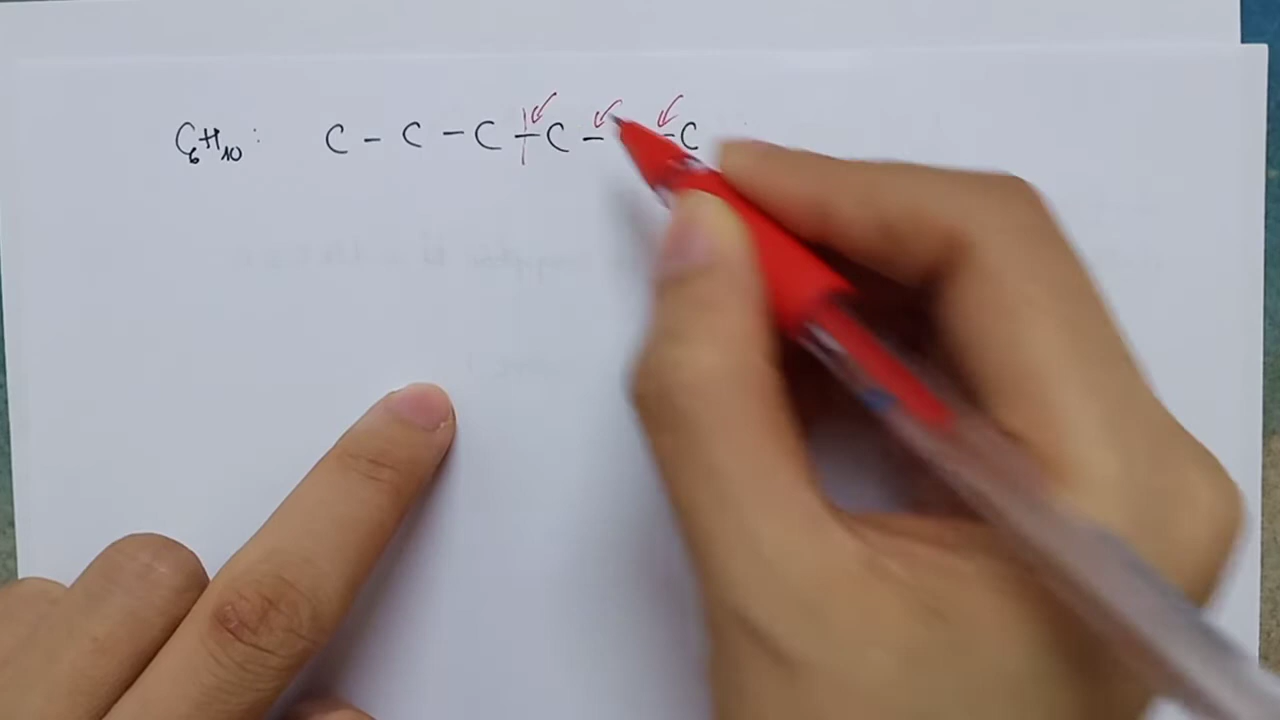 C₆H₁₀: C - C - C - C - - C